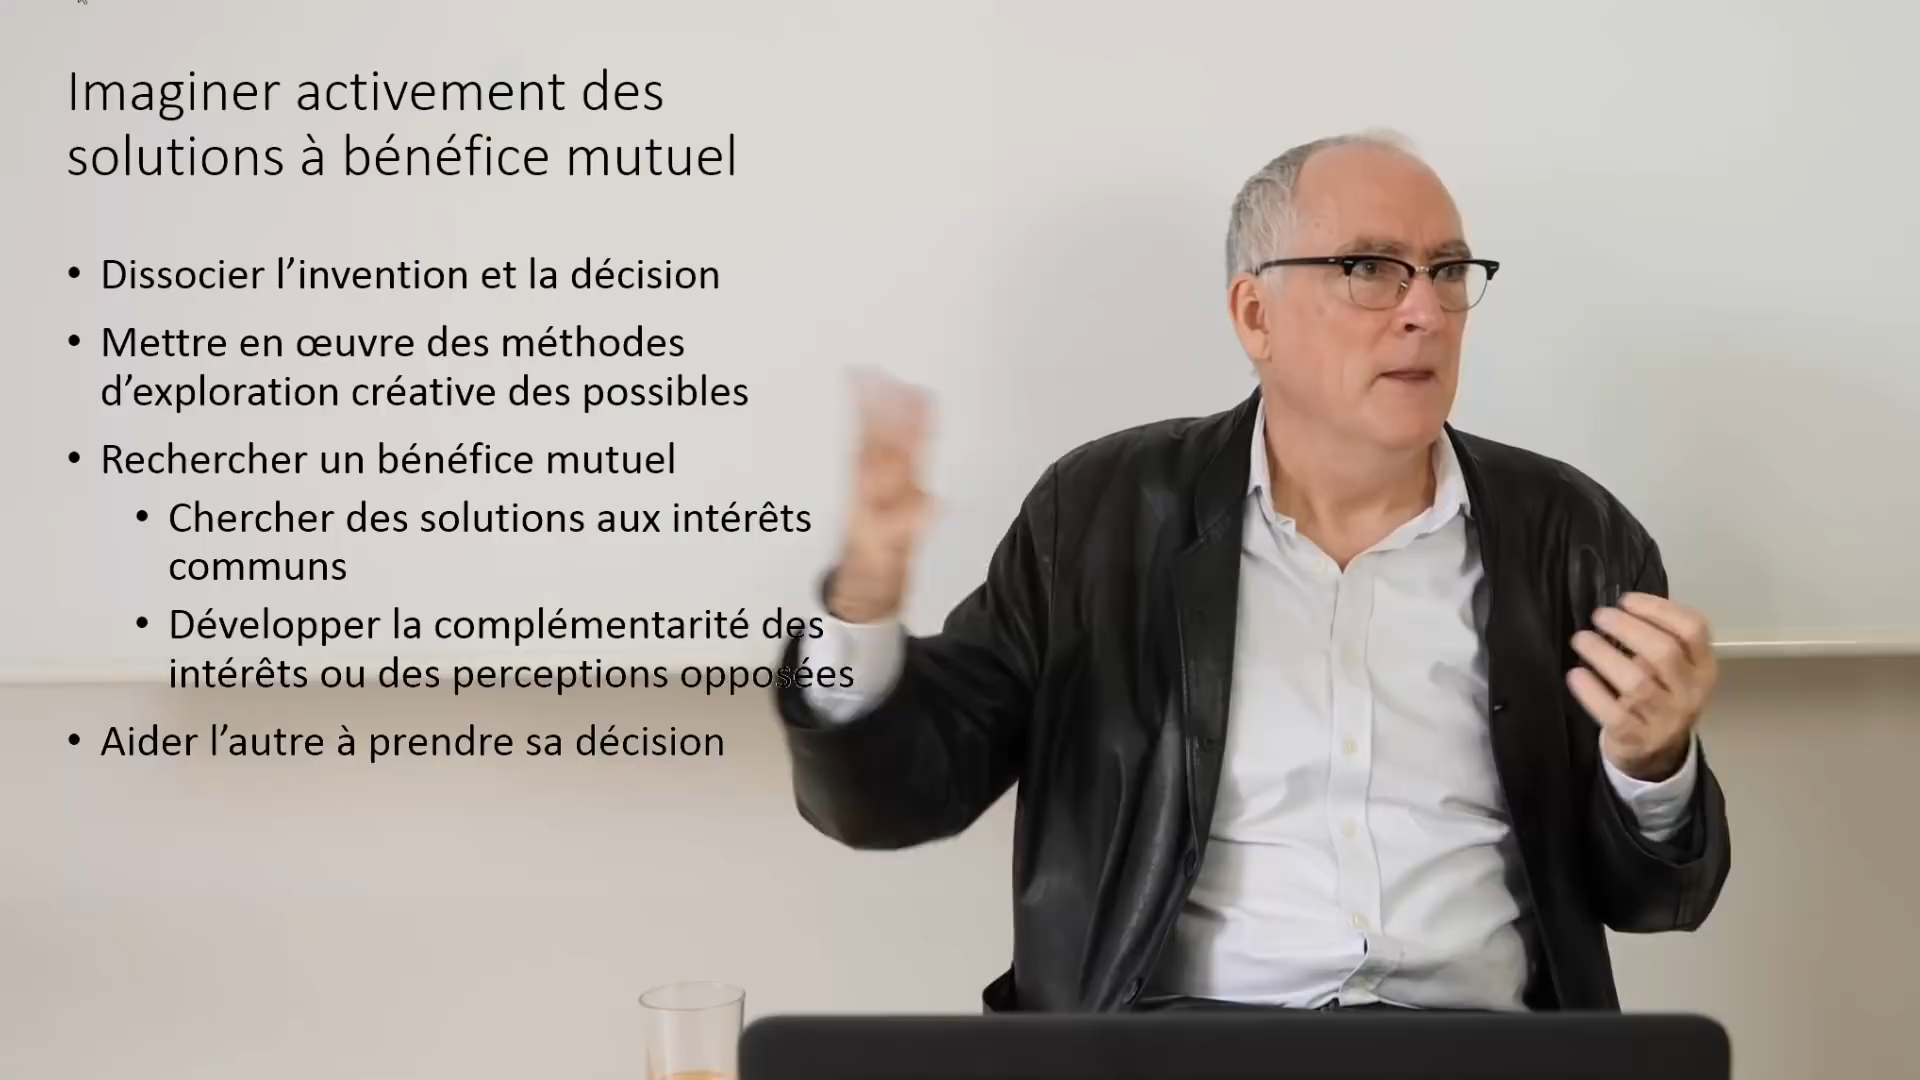 Imaginer activement des
solutions à bénéfice mutuel
• Dissocier l’invention et la décision
• Mettre en œuvre des méthodes
d’exploration créative des possibles
• Rechercher un bénéfice mutuel
• Chercher des solutions aux intérêts
communs
• Développer la complémentarité des
intérêts ou des perceptions opposées
• Aider l’autre à prendre sa décision